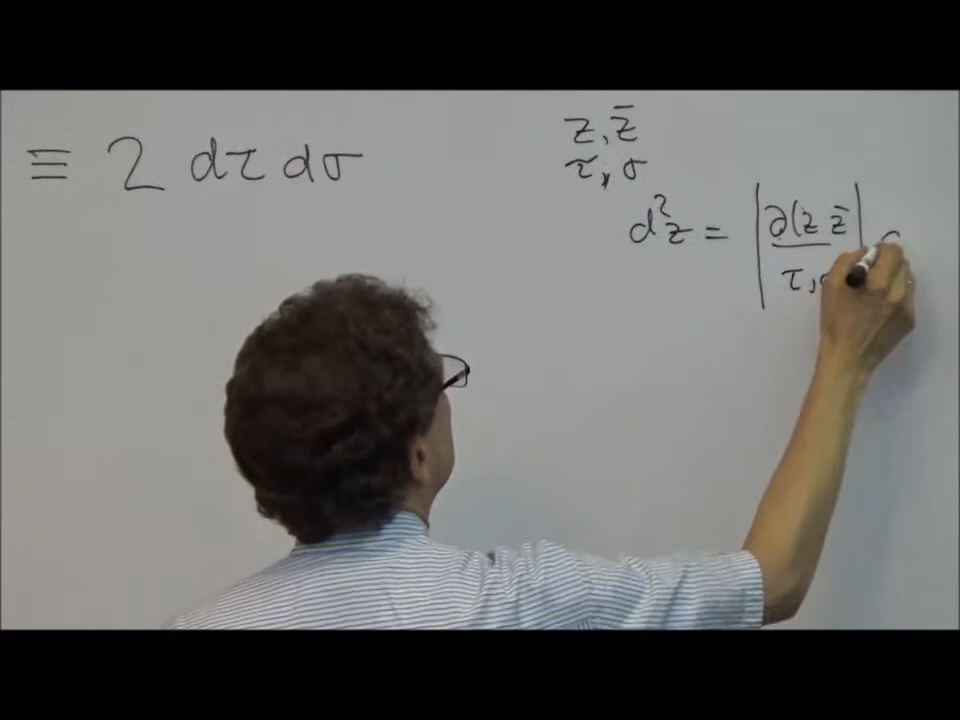 ≡ 2 dτ dσ
z, z̄
τ, σ
d²z = |∂(z z̄
τ,